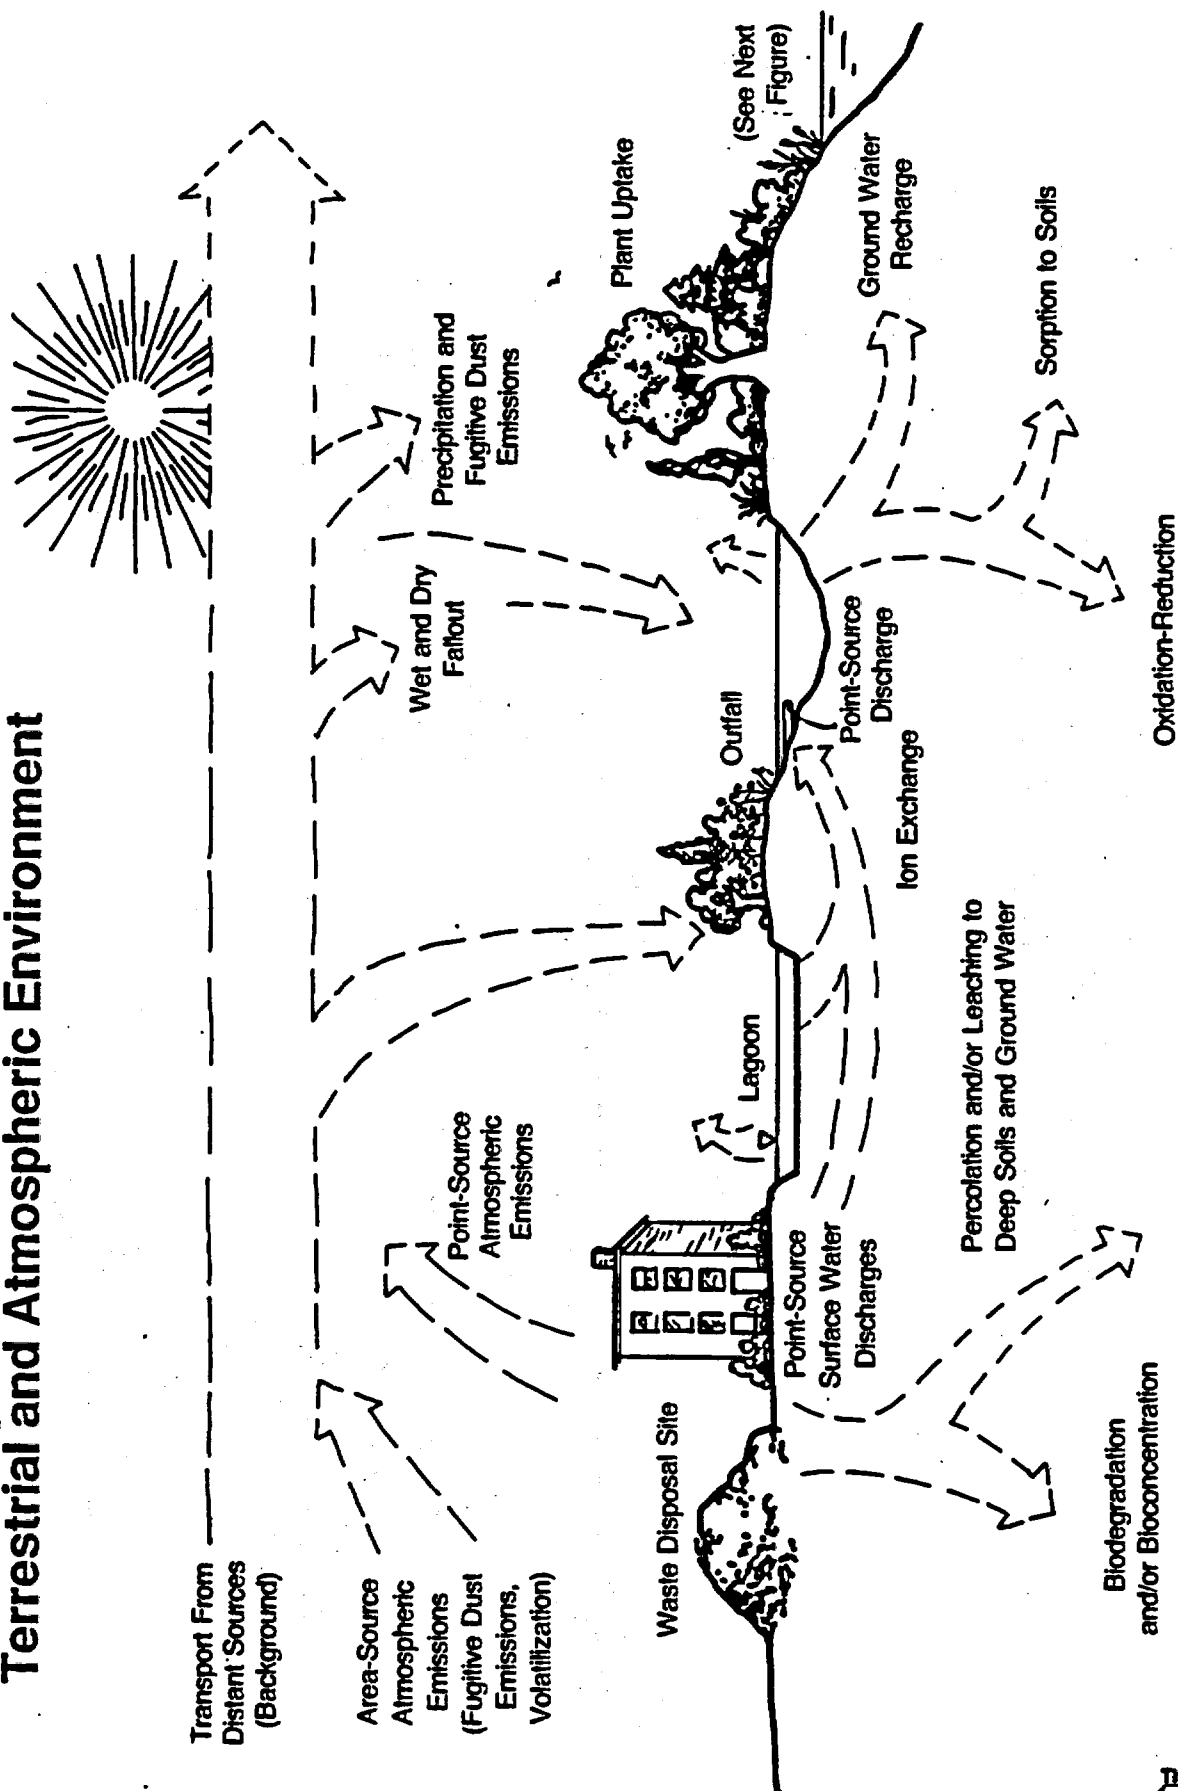 Terrestrial and Atmospheric Environment
Transport From
Distant Sources
(Background)
Area-Source
Atmospheric
Emissions
(Fugitive Dust
Emissions,
Volatilization)
Point-Source
Atmospheric
Emissions
Wet and Dry
Fallout
Precipitation and
Fugitive Dust
Emissions
Waste Disposal Site
Lagoon
Outfall
Plant Uptake
(See Next
Figure)
Point-Source
Surface Water
Discharges
Point-Source
Discharge
Ion Exchange
Ground Water
Recharge
Percolation and/or Leaching to
Deep Soils and Ground Water
Sorption to Soils
Biodegradation
and/or Bioconcentration
Oxidation-Reduction